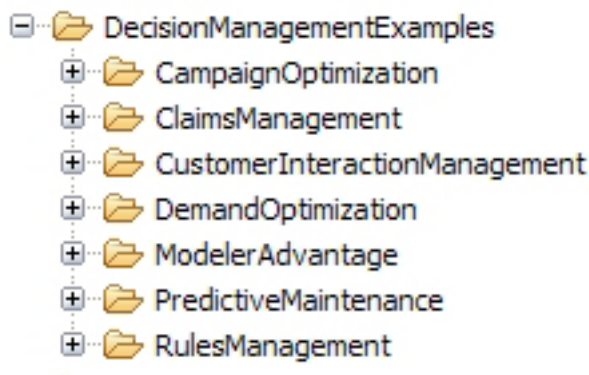 DecisionManagementExamples
CampaignOptimization
ClaimsManagement
CustomerInteractionManagement
DemandOptimization
ModelerAdvantage
PredictiveMaintenance
RulesManagement